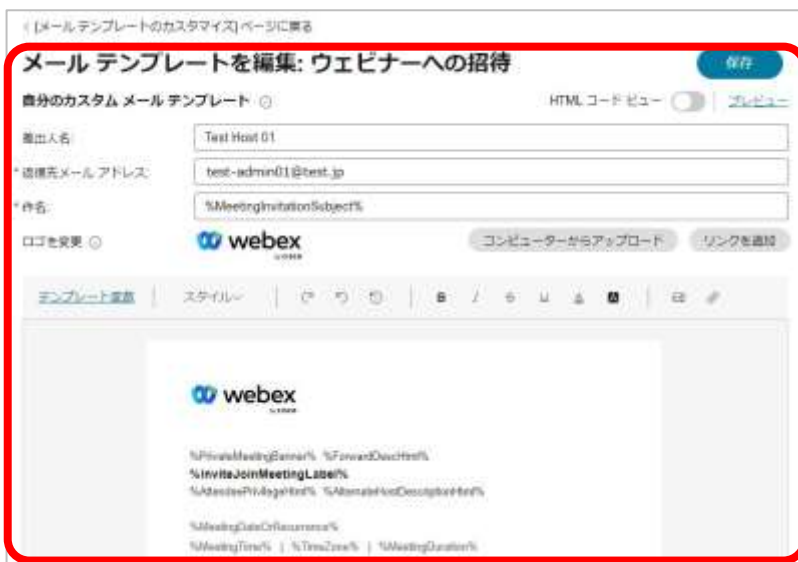 〈 [メール テンプレートのカスタマイズ] ページに戻る
メール テンプレートを編集: ウェビナーへの招待
保存
自分のカスタム メール テンプレート
HTML コード ビュー
プレビュー
差出人名:
Test Host 01
*返信先メール アドレス:
test-admin01@test.jp
*件名:
%MeetingInvitationSubject%
ロゴを変更
webex
by CISCO
コンピューターからアップロード
リンクを追加
テンプレート変数
スタイル
B I S U A A
webex
by CISCO
%PrivateMeetingBanner% %ForwardDescHtml%
%InviteJoinMeetingLabel%
%AttendeePrivilegeHtml% %AlternateHostDescriptionHtml%
%MeetingDateOrRecurrence%
%MeetingTime% | %TimeZone% | %MeetingDuration%